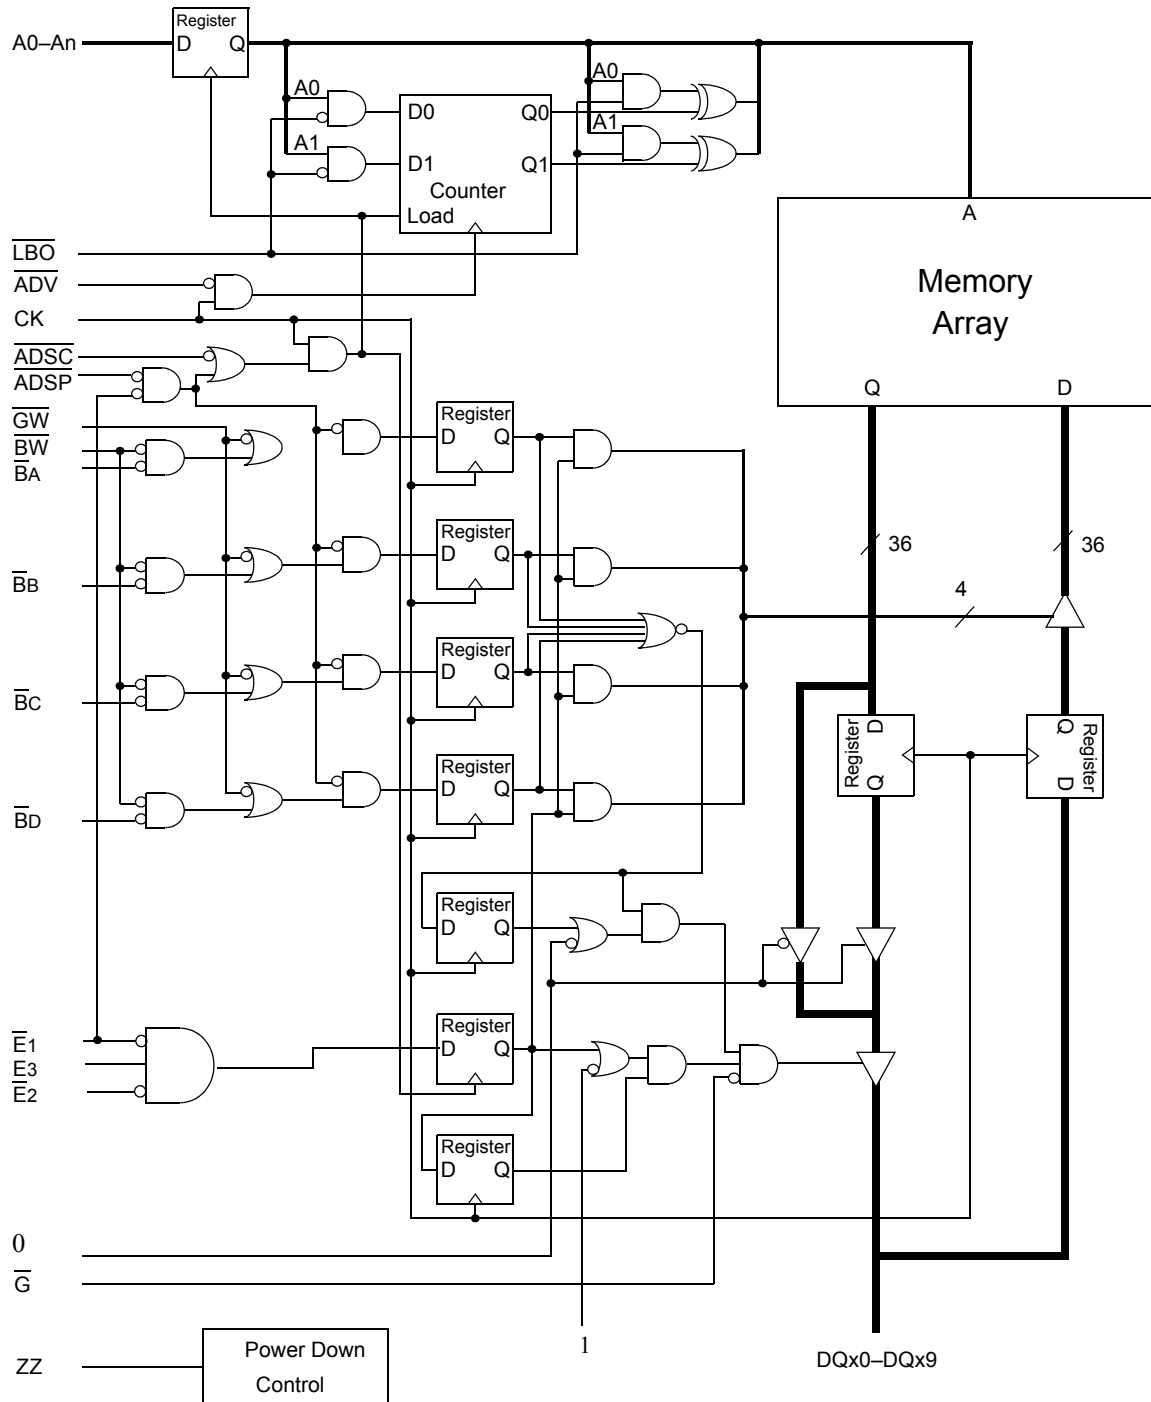 Register
A0–An
D Q
A0
A0
D0 Q0
A1
A1
D1 Q1
Counter
Load
A
LBO
ADV
Memory
CK
Array
ADSC
ADSP
Q D
GW
Register
BW
D Q
BA
Register
36 36
D Q
BB
4
Register
D Q
BC
D
Q
Register
Register
Q
D
Register
D Q
BD
Register
D Q
Register
E1
D Q
E3
E2
Register
D Q
0
G
1
Power Down
ZZ
DQx0–DQx9
Control